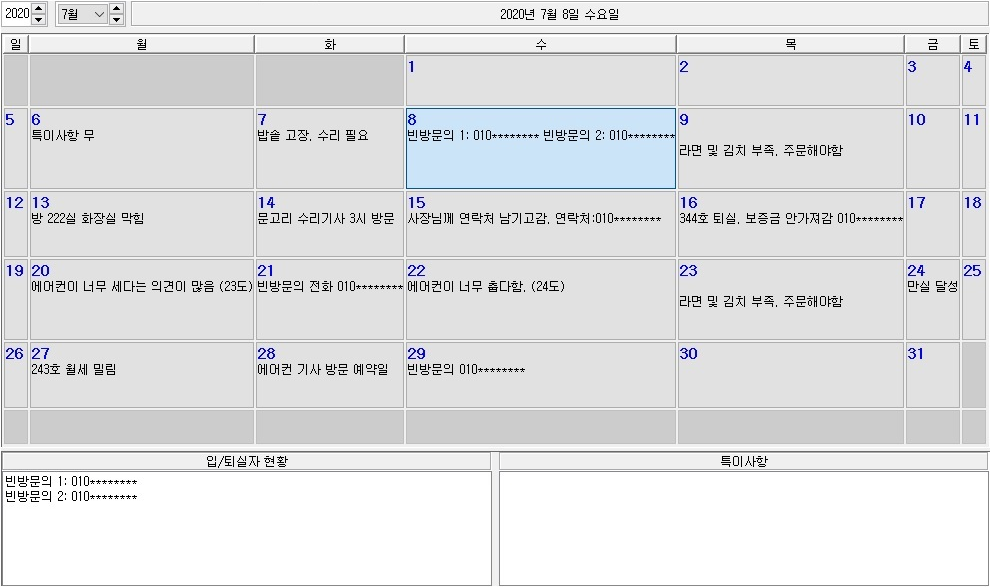 2020 7월 2020년 7월 8일 수요일
일 월 화 수 목 금 토
1 2 3 4
5 6 7 8 9 10 11
특이사항 무 밥솥 고장, 수리 필요 빈방문의 1: 010******** 빈방문의 2: 010********
라면 및 김치 부족, 주문해야함
12 13 14 15 16 17 18
방 222실 화장실 막힘 문고리 수리기사 3시 방문 사장님께 연락처 남기고감, 연락처:010******** 344호 퇴실, 보증금 안가져감 010********
19 20 21 22 23 24 25
에어컨이 너무 세다는 의견이 많음 (23도) 빈방문의 전화 010******** 에어컨이 너무 춥다함, (24도) 만실 달성
라면 및 김치 부족, 주문해야함
26 27 28 29 30 31
243호 월세 밀림 에어컨 기사 방문 예약일 빈방문의 010********
입/퇴실자 현황 특이사항
빈방문의 1: 010********
빈방문의 2: 010********